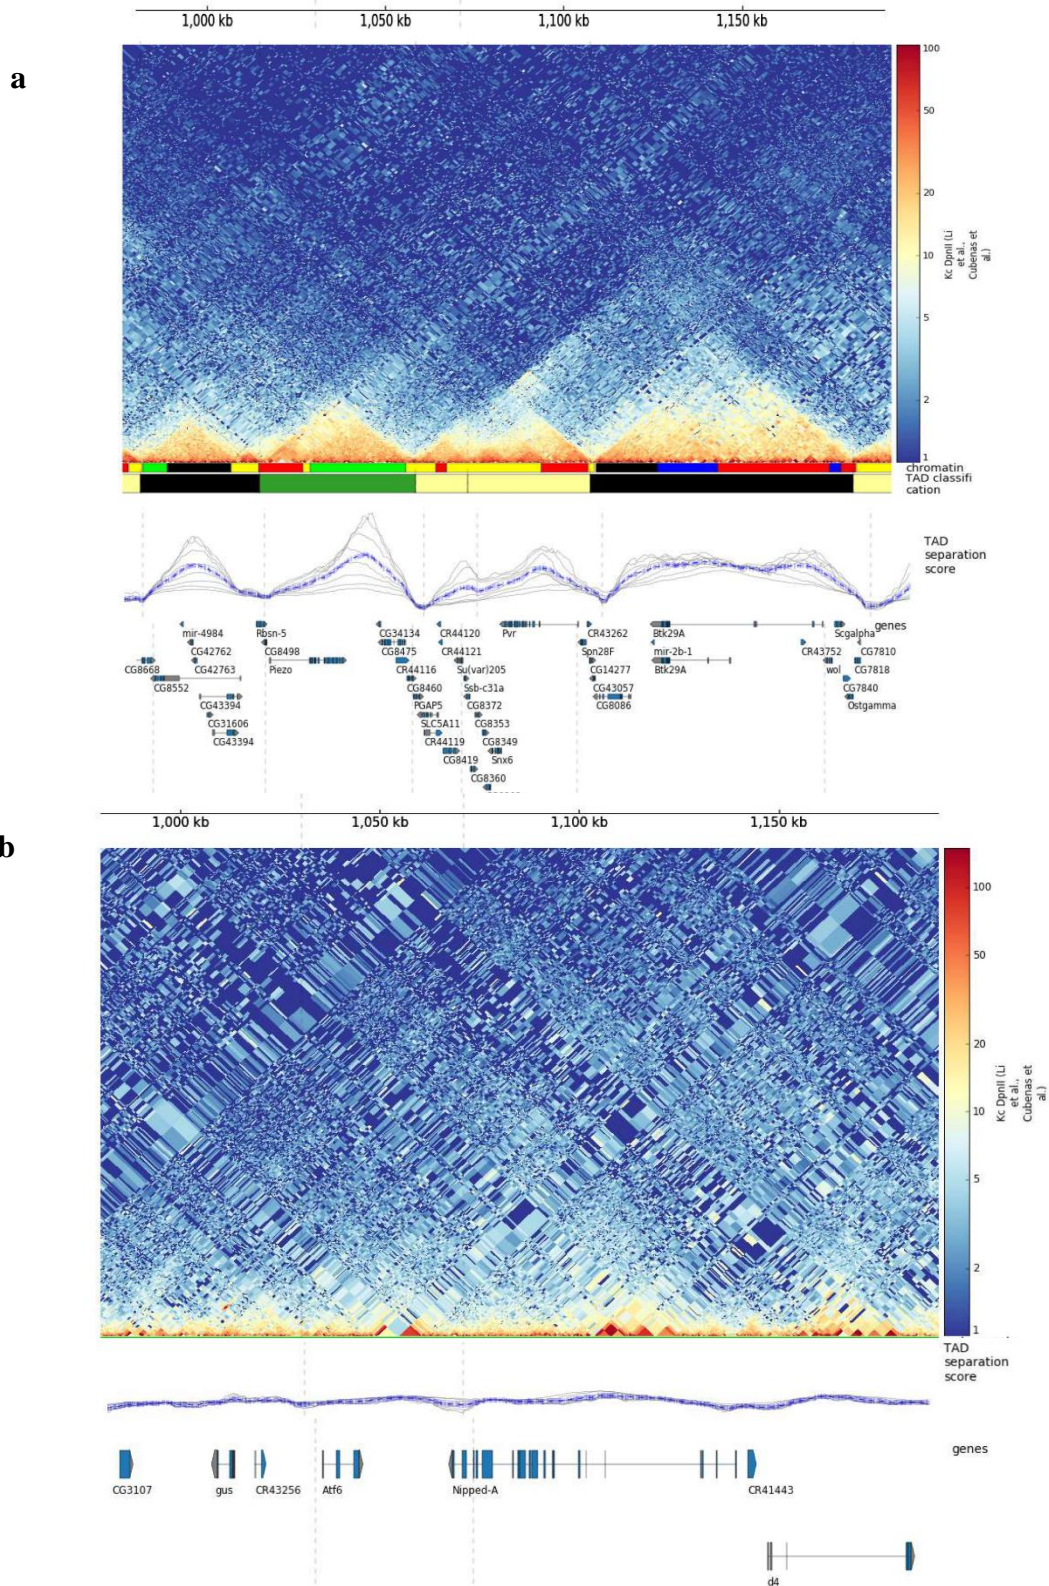 1,000 kb 1,050 kb 1,100 kb 1,150 kb
a
100
50
20
10
5
2
1
Kc DpnII (Li
et al.,
Cubenas et
al.)
chromatin
TAD classifi
cation
TAD
separation
score
genes
mir-4984 Rbsn-5 CG34134 CR44120 Pvr CR43262 Btk29A Scgalpha
CG42762 CG8498 CG8475 CR44121 Spn28F mir-2b-1 CR43752 CG7810
CG8668 CG42763 Piezo CR44116 Su(var)205 CG14277 Btk29A wol CG7818
CG8552 CG8460 Ssb-c31a CG43057 CG7840
CG43394 PGAP5 CG8372 CG8086 Ostgamma
CG31606 SLC5A11 CG8353
CG43394 CR44119 CG8349
CG8419 Snx6
CG8360
1,000 kb 1,050 kb 1,100 kb 1,150 kb
b
100
50
20
10
5
2
1
Kc DpnII (Li
et al.,
Cubenas et
al.)
TAD
separation
score
genes
CG3107 gus CR43256 Atf6 Nipped-A CR41443
d4